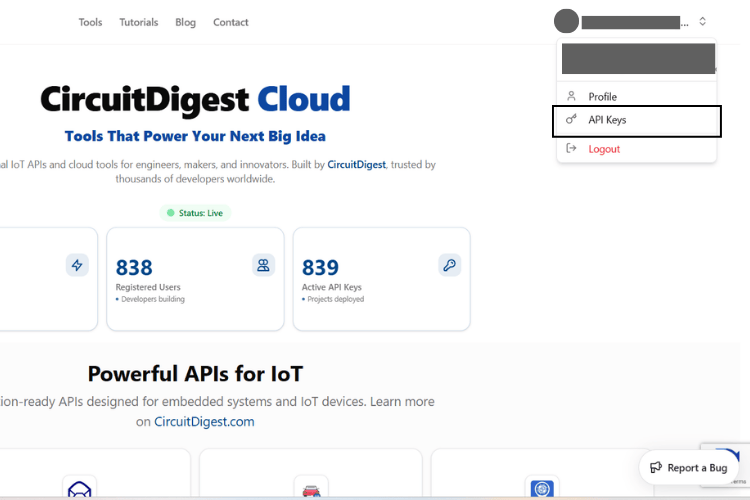 Tools Tutorials Blog Contact
...
Profile
API Keys
Logout
CircuitDigest Cloud
Tools That Power Your Next Big Idea
IoT APIs and cloud tools for engineers, makers, and innovators. Built by CircuitDigest, trusted by
thousands of developers worldwide.
Status: Live
838
Registered Users
• Developers building
839
Active API Keys
• Projects deployed
Powerful APIs for IoT
ion-ready APIs designed for embedded systems and IoT devices. Learn more
on CircuitDigest.com
Report a Bug